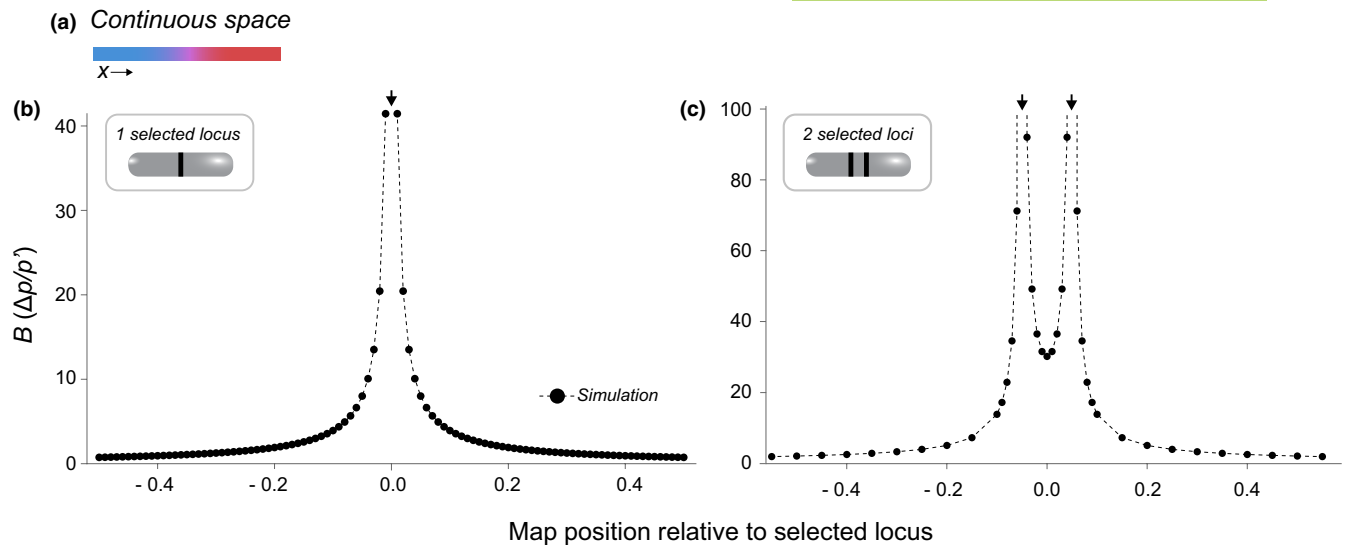 (a) Continuous space
x→
(b)
1 selected locus
40
30
20
10
0
B (Δp/p’)
- 0.4
- 0.2
0.0
0.2
0.4
Simulation
(c)
2 selected loci
100
80
60
40
20
0
- 0.4
- 0.2
0.0
0.2
0.4
Map position relative to selected locus